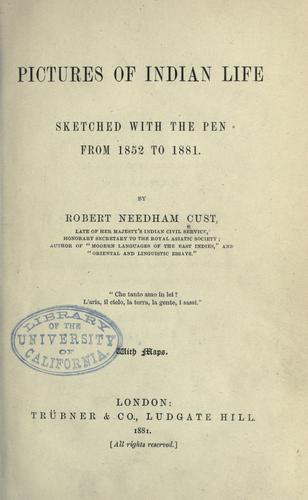 PICTURES OF INDIAN LIFE
SKETCHED WITH THE PEN
FROM 1852 TO 1881.
BY
ROBERT NEEDHAM CUST,
LATE OF HER MAJESTY'S INDIAN CIVIL SERVICE,
HONORARY SECRETARY TO THE ROYAL ASIATIC SOCIETY;
AUTHOR OF "MODERN LANGUAGES OF THE EAST INDIES," AND
"ORIENTAL AND LINGUISTIC ESSAYS."
"Che tanto amo in lei?
L'aria, il cielo, la terra, la gente, i sassi."
LIBRARY
OF THE
UNIVERSITY
OF
CALIFORNIA.
With Maps.
LONDON:
TRÜBNER & CO., LUDGATE HILL.
1881.
[All rights reserved.]